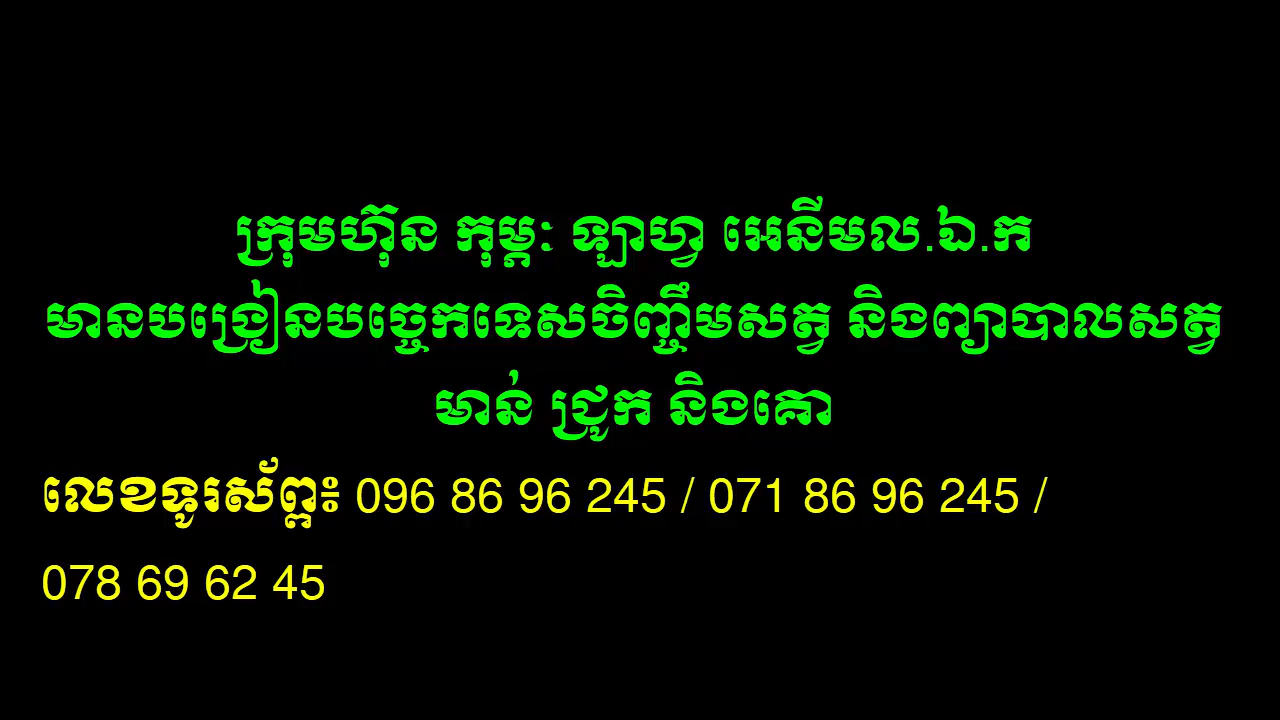 ក្រុមហ៊ុន កុម្ភៈ ឡាហ្វ អេនីមល.ឯ.ក
មានបង្រៀនបច្ចេកទេសចិញ្ចឹមសត្វ និងព្យាបាលសត្វ
មាន់ ជ្រូក និងគោ
លេខទូរស័ព្ទ៖ 096 86 96 245 / 071 86 96 245 /
078 69 62 45